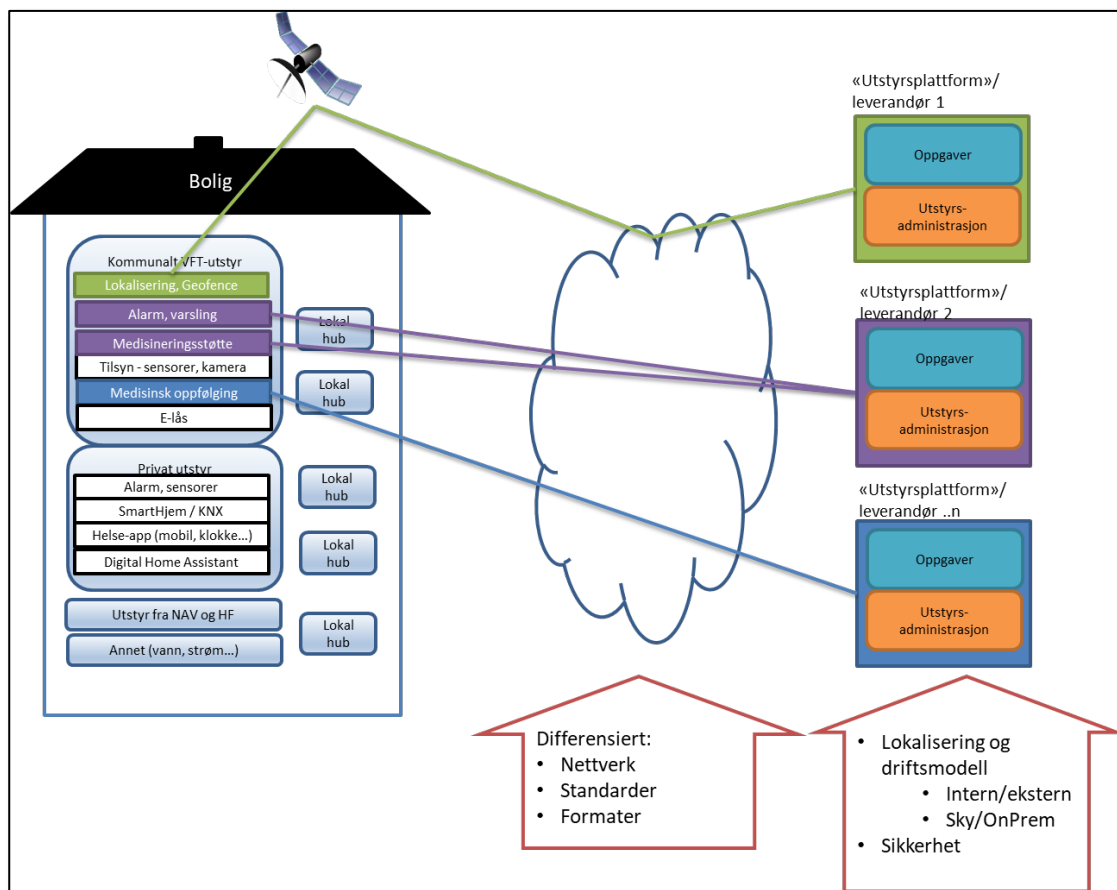 Bolig
Kommunalt VFT-utstyr
Lokalisering, Geofence
Alarm, varsling
Medisineringsstøtte
Tilsyn - sensorer, kamera
Medisinsk oppfølging
E-lås
Lokal
hub
Lokal
hub
Privat utstyr
Alarm, sensorer
SmartHjem / KNX
Helse-app (mobil, klokke...)
Digital Home Assistant
Lokal
hub
Lokal
hub
Utstyr fra NAV og HF
Annet (vann, strøm...)
Lokal
hub
«Utstyrsplattform»/
leverandør 1
Oppgaver
Utstyrs-
administrasjon
«Utstyrsplattform»/
leverandør 2
Oppgaver
Utstyrs-
administrasjon
«Utstyrsplattform»/
leverandør ..n
Oppgaver
Utstyrs-
administrasjon
Differensiert:
• Nettverk
• Standarder
• Formater
• Lokalisering og
driftsmodell
• Intern/ekstern
• Sky/OnPrem
• Sikkerhet